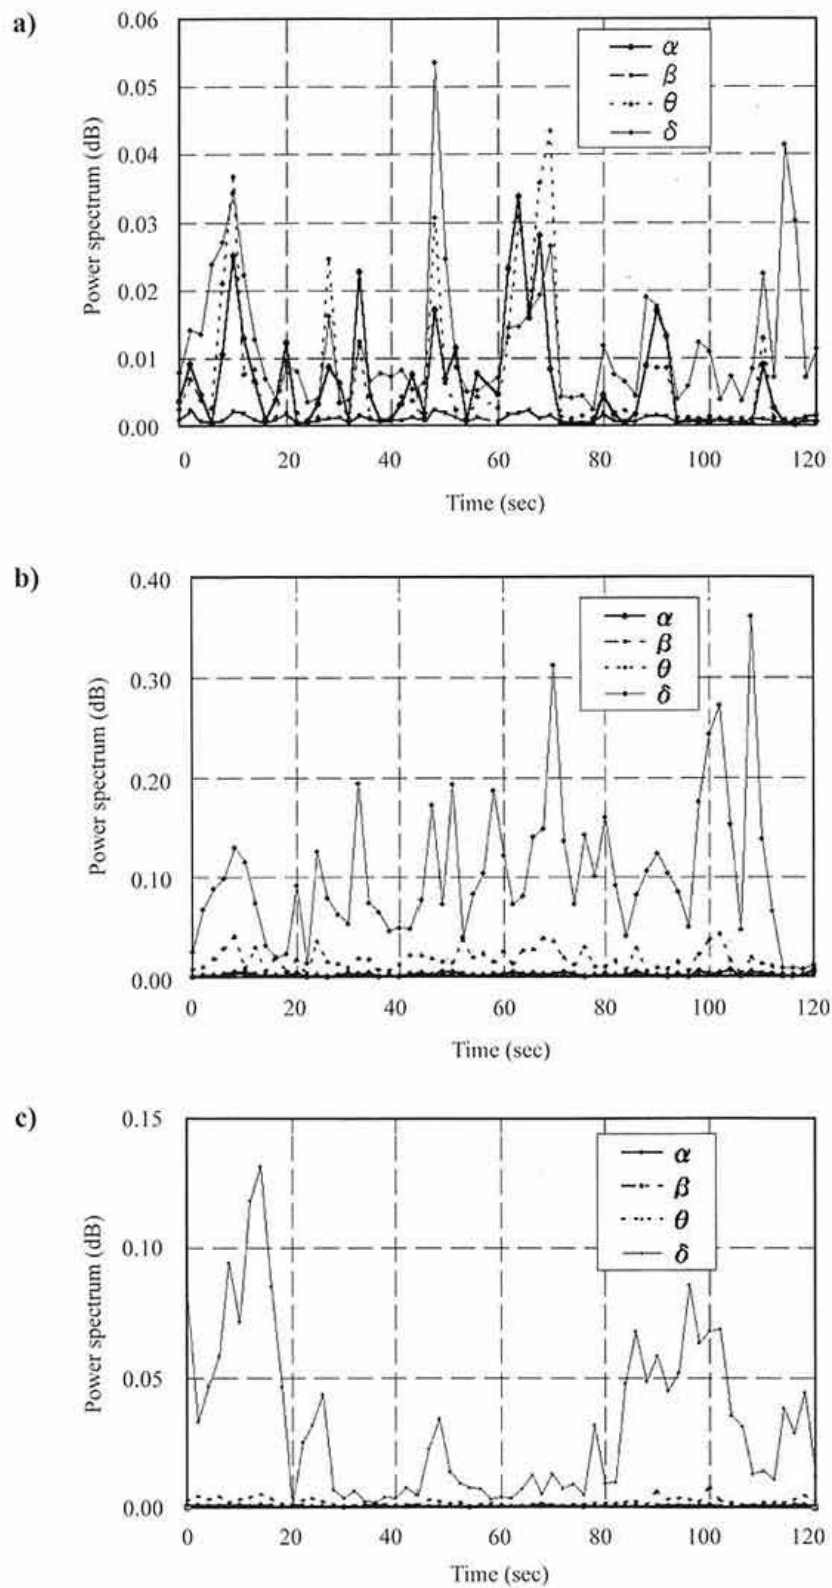 a)
0.06
0.05
0.04
0.03
0.02
0.01
0.00
Power spectrum (dB)
α
β
θ
δ
0 20 40 60 80 100 120
Time (sec)
b)
0.40
0.30
0.20
0.10
0.00
Power spectrum (dB)
α
β
θ
δ
0 20 40 60 80 100 120
Time (sec)
c)
0.15
0.10
0.05
0.00
Power spectrum (dB)
α
β
θ
δ
0 20 40 60 80 100 120
Time (sec)